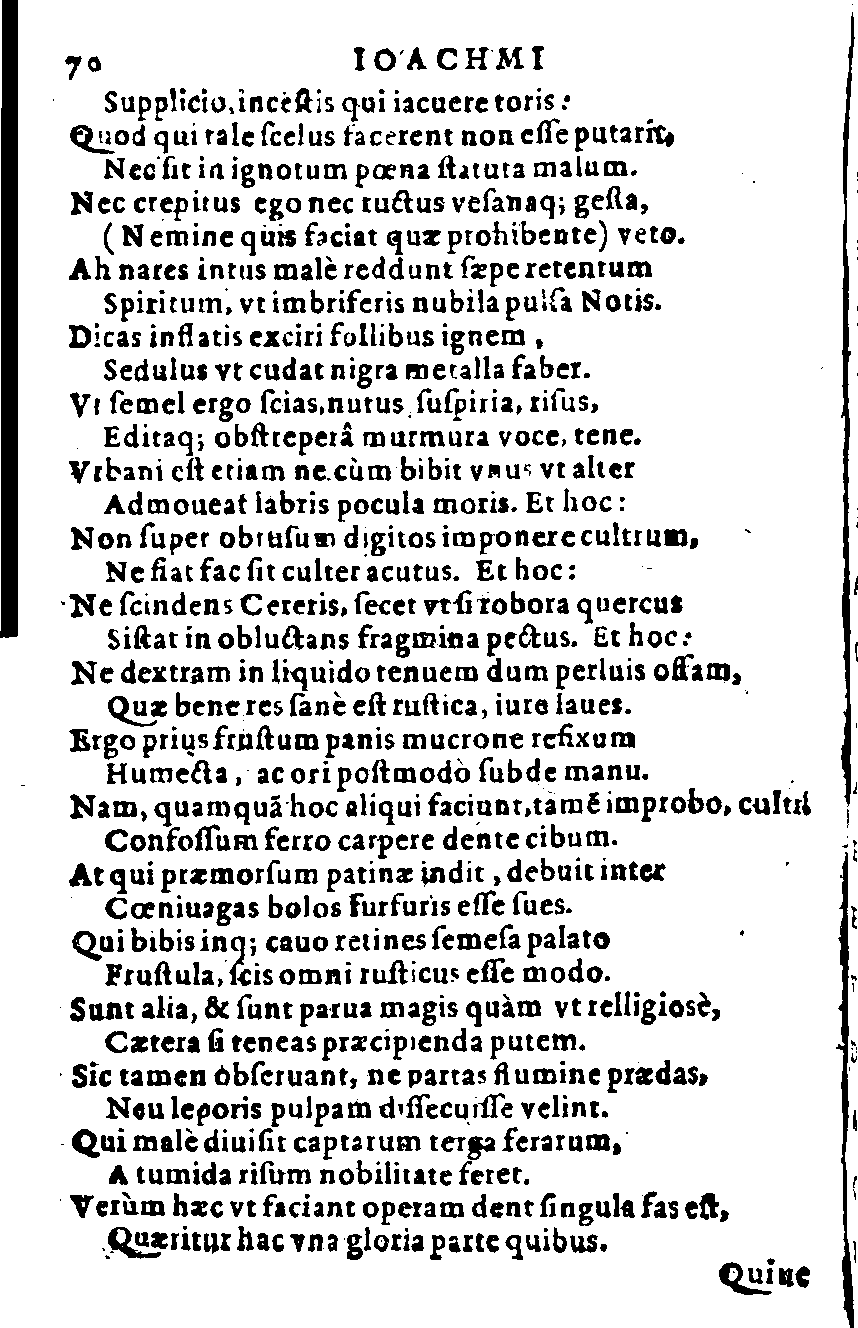 70 IOACHMI
Supplicio, incestis qui iacuere toris:
Quod qui tale ſcelus facerent non eſſe putarit,
Nec ſit in ignotum pœna ſtatuta malum.
Nec crepitus ego nec ructus veſanaq; geſta,
( Nemine quis faciat quæ prohibente) veto.
Ah nares intus malè reddunt ſæpe retentum
Spiritum, vt imbriferis nubila pulſa Notis.
Dicas inflatis exciri follibus ignem,
Sedulus vt cudat nigra metalla faber.
Vt ſemel ergo ſcias, nutus ſuſpiria, riſus,
Editaq; obſtreperâ murmura voce, tene.
Vrbani eſt etiam ne cùm bibit vnus vt alter
Admoueat labris pocula moris. Et hoc:
Non ſuper obtuſum digitos imponere cultrum,
Ne fiat fac ſit culter acutus. Et hoc:
Ne ſcindens Cereris, ſecet vt ſi robora quercus
Siſtat in obluctans fragmina pectus. Et hoc:
Ne dextram in liquido tenuem dum perluis offam,
Quæ bene res ſanè eſt ruſtica, iure laues.
Ergo priùs fruſtum panis mucrone refixum
Humecta, ac ori poſtmodò ſubde manu.
Nam, quamquã hoc aliqui faciunt, tamẽ improbo, cultri
Confoſſum ferro carpere dente cibum.
At qui præmorſum patinæ indit, debuit inter
Cœniuagas bolos furfuris eſſe ſues.
Qui bibis inq; cauo retines ſemeſa palato
Fruſtula, ſcis omni ruſticus eſſe modo.
Sunt alia, & ſunt parua magis quàm vt relligiosè,
Cætera ſi teneas præcipienda putem.
Sic tamen obſeruant, ne partas flumine prædas,
Neu leporis pulpam diſſecuiſſe velint.
Qui malè diuiſit captarum terga ferarum,
A tumida riſum nobilitate feret.
Verùm hæc vt faciant operam dent ſingula fas eſt,
Quæritur hac vna gloria parte quibus.
Quiue